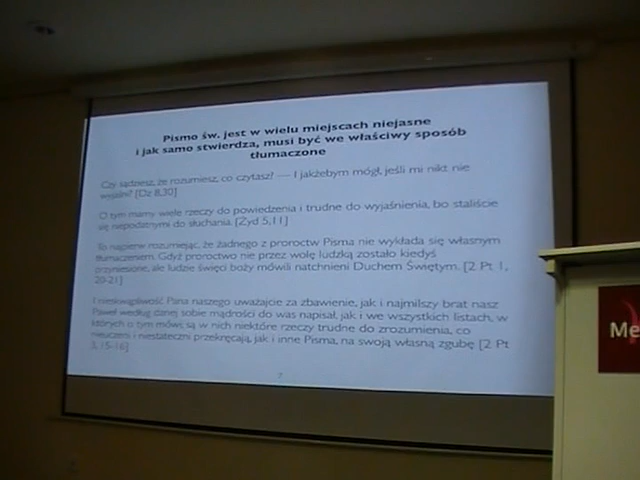 Pismo św. jest w wielu miejscach niejasne
i jak samo stwierdza, musi być we właściwy sposób
tłumaczone
Czy sądzisz, że rozumiesz, co czytasz? — I jakżebym mógł, jeśli mi nikt nie
wyjaśni? [Dz 8,30]
O tym mamy wiele rzeczy do powiedzenia i trudne do wyjaśnienia, bo staliście
się niepodatnymi do słuchania. [Żyd 5,11]
To najpierw rozumiejąc, że żadnego z proroctw Pisma nie wykłada się własnym
tłumaczeniem. Gdyż proroctwo nie przez wolę ludzką zostało kiedyś
przyniesione, ale ludzie święci boży mówili natchnieni Duchem Świętym. [2 Pt 1,
20-21]
I nieskwapliwość Pana naszego uważajcie za zbawienie, jak i najmilszy brat nasz
Paweł według danej sobie mądrości do was napisał, jak i we wszystkich listach, w
których o tym mówi, są w nich niektóre rzeczy trudne do zrozumienia, co
nieuczeni i niestateczni przekręcają, jak i inne Pisma, na swoją własną zgubę [2 Pt
3, 15-16]
7
Me